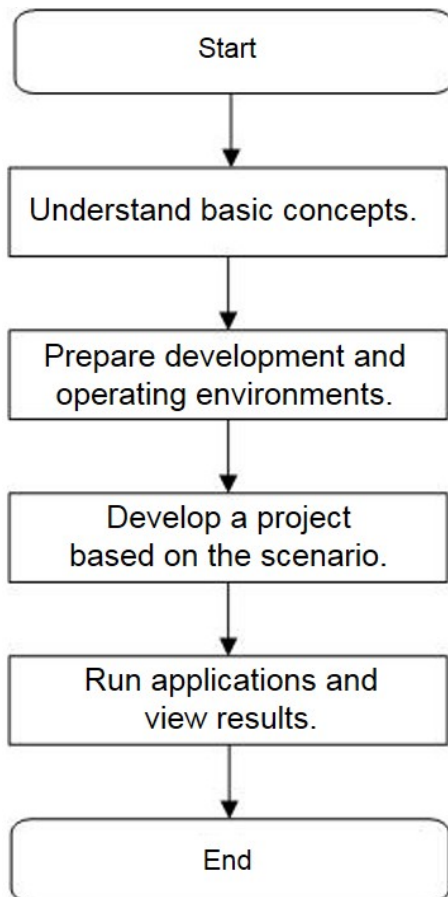 Start
Understand basic concepts.
Prepare development and
operating environments.
Develop a project
based on the scenario.
Run applications and
view results.
End